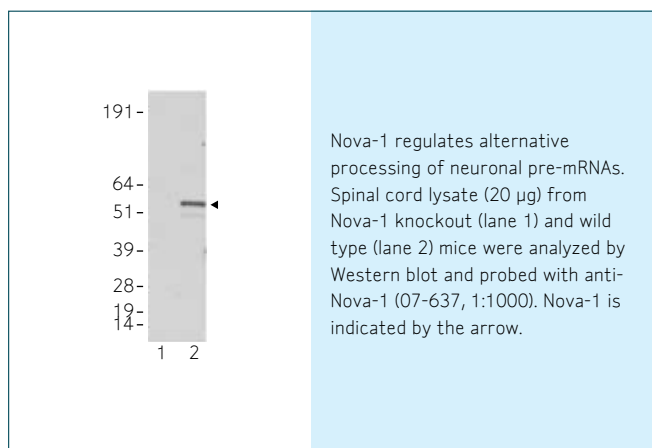 191-
64-
51-
39-
28-
19-
14-
1 2
Nova-1 regulates alternative
processing of neuronal pre-mRNAs.
Spinal cord lysate (20 µg) from
Nova-1 knockout (lane 1) and wild
type (lane 2) mice were analyzed by
Western blot and probed with anti-
Nova-1 (07-637, 1:1000). Nova-1 is
indicated by the arrow.